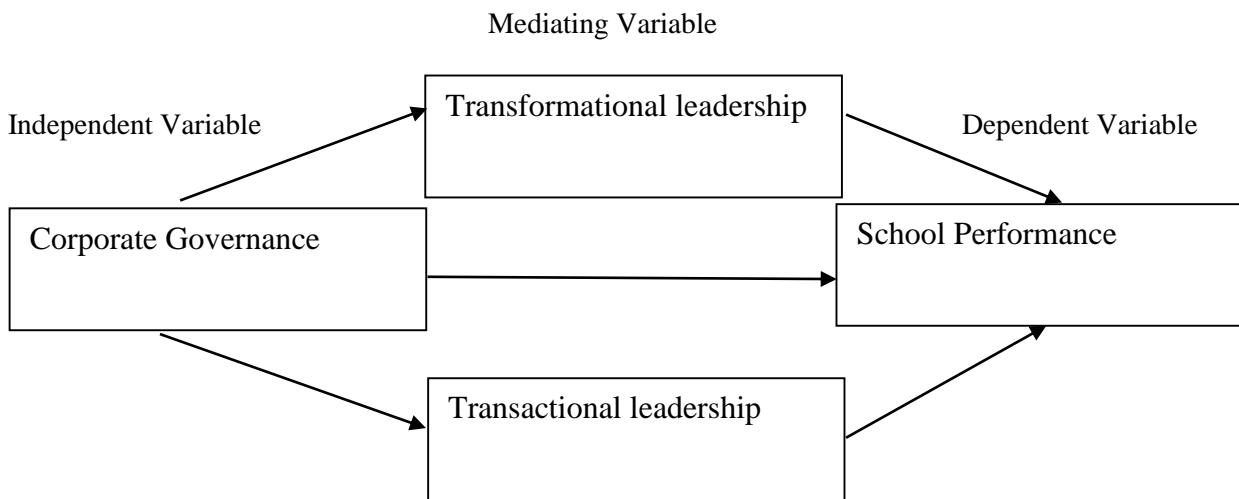 Mediating Variable
Transformational leadership
Independent Variable
Dependent Variable
Corporate Governance
School Performance
Transactional leadership